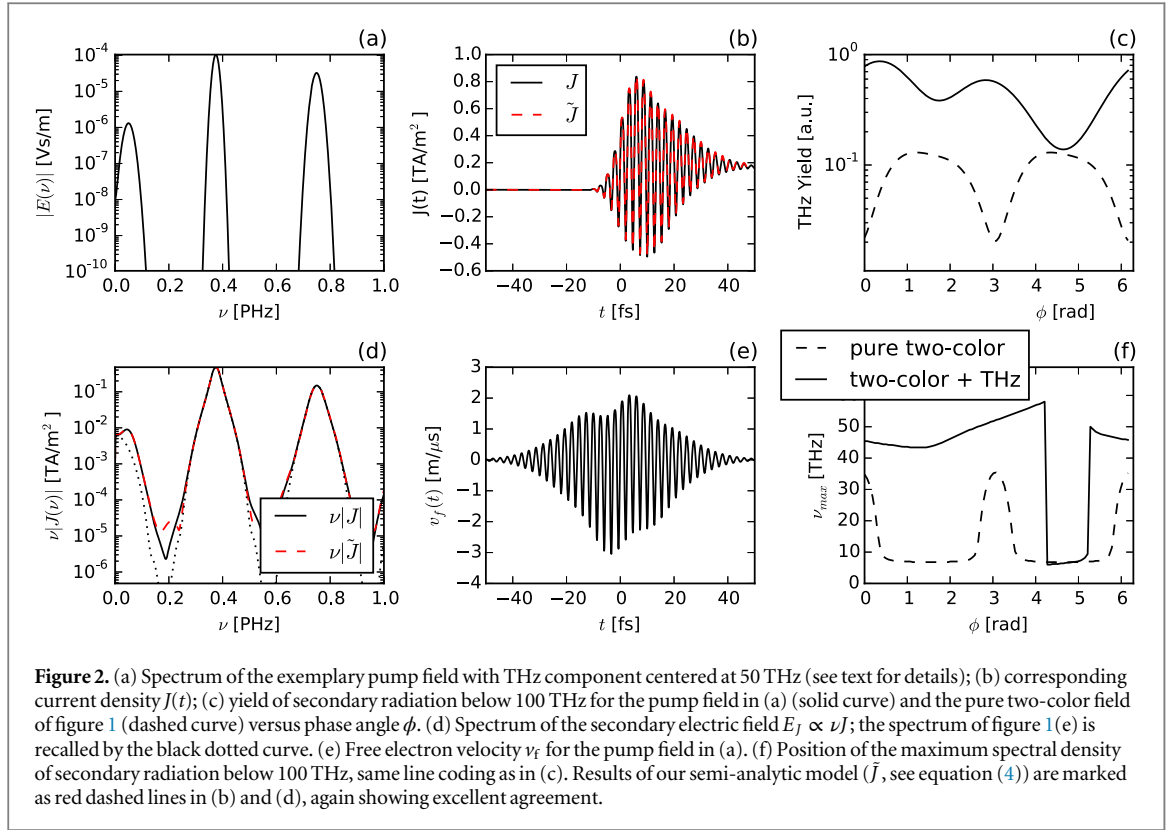 (a)
10^-4
10^-5
10^-6
10^-7
10^-8
10^-9
10^-10
|E(ν)| [Vs/m]
0.0 0.2 0.4 0.6 0.8 1.0
ν [PHz]
(b)
1.0
0.8
0.6
0.4
0.2
0.0
−0.2
−0.4
−0.6
J(t) [TA/m^2]
J
J̃
−40 −20 0 20 40
t [fs]
(c)
10^0
10^-1
THz Yield [a.u.]
0 1 2 3 4 5 6
ϕ [rad]
(d)
10^-1
10^-2
10^-3
10^-4
10^-5
10^-6
ν|J(ν)| [TA/m^2]
ν|J|
ν|J̃|
0.0 0.2 0.4 0.6 0.8 1.0
ν [PHz]
(e)
3
2
1
0
−1
−2
−3
−4
v_f(t) [m/μs]
−40 −20 0 20 40
t [fs]
pure two-color
two-color + THz
(f)
50
40
30
20
10
0
ν_max [THz]
0 1 2 3 4 5 6
ϕ [rad]
Figure 2. (a) Spectrum of the exemplary pump field with THz component centered at 50 THz (see text for details); (b) corresponding
current density J(t); (c) yield of secondary radiation below 100 THz for the pump field in (a) (solid curve) and the pure two-color field
of figure 1 (dashed curve) versus phase angle ϕ. (d) Spectrum of the secondary electric field E_J ∝ νJ; the spectrum of figure 1(e) is
recalled by the black dotted curve. (e) Free electron velocity v_f for the pump field in (a). (f) Position of the maximum spectral density
of secondary radiation below 100 THz, same line coding as in (c). Results of our semi-analytic model (J̃, see equation (4)) are marked
as red dashed lines in (b) and (d), again showing excellent agreement.